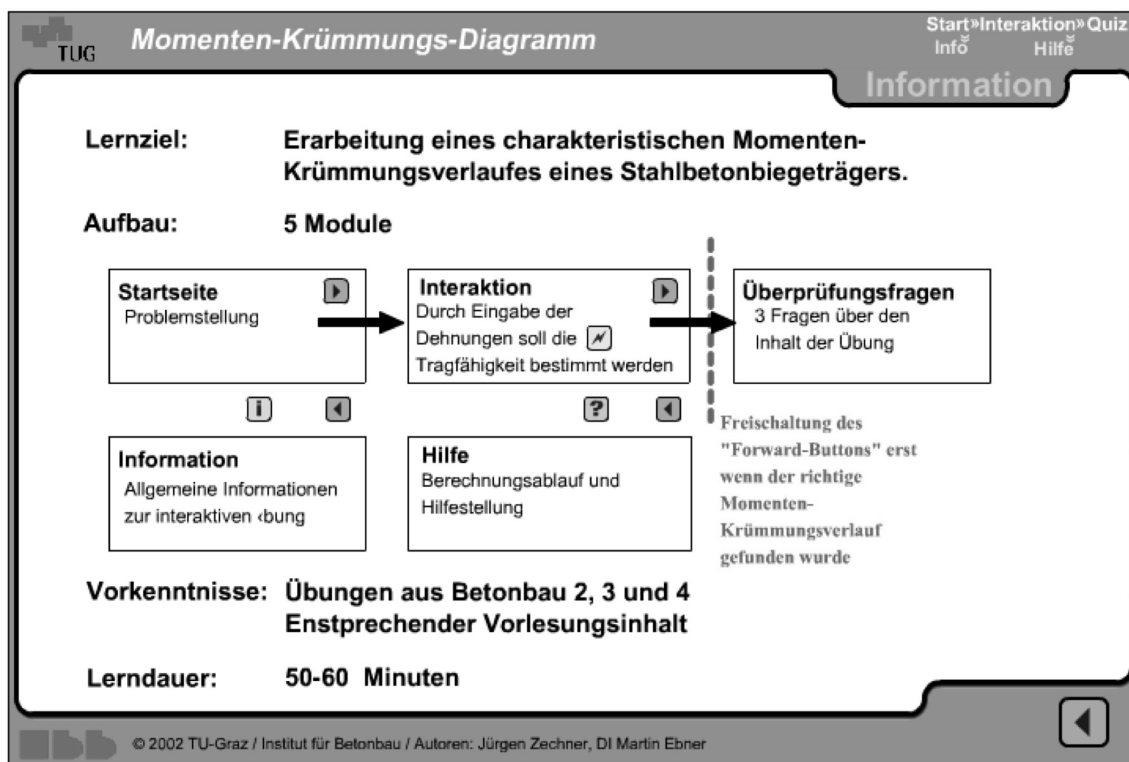 TUG
Momenten-Krümmungs-Diagramm
Start»Interaktion»Quiz
Info Hilfe
Information
Lernziel: Erarbeitung eines charakteristischen Momenten-
Krümmungsverlaufes eines Stahlbetonbiegeträgers.
Aufbau: 5 Module
Startseite
Problemstellung
Interaktion
Durch Eingabe der
Dehnungen soll die
Tragfähigkeit bestimmt werden
Überprüfungsfragen
3 Fragen über den
Inhalt der Übung
i
?
Information
Allgemeine Informationen
zur interaktiven ‹bung
Hilfe
Berechnungsablauf und
Hilfestellung
Freischaltung des
"Forward-Buttons" erst
wenn der richtige
Momenten-
Krümmungsverlauf
gefunden wurde
Vorkenntnisse: Übungen aus Betonbau 2, 3 und 4
Enstprechender Vorlesungsinhalt
Lerndauer: 50-60 Minuten
© 2002 TU-Graz / Institut für Betonbau / Autoren: Jürgen Zechner, DI Martin Ebner